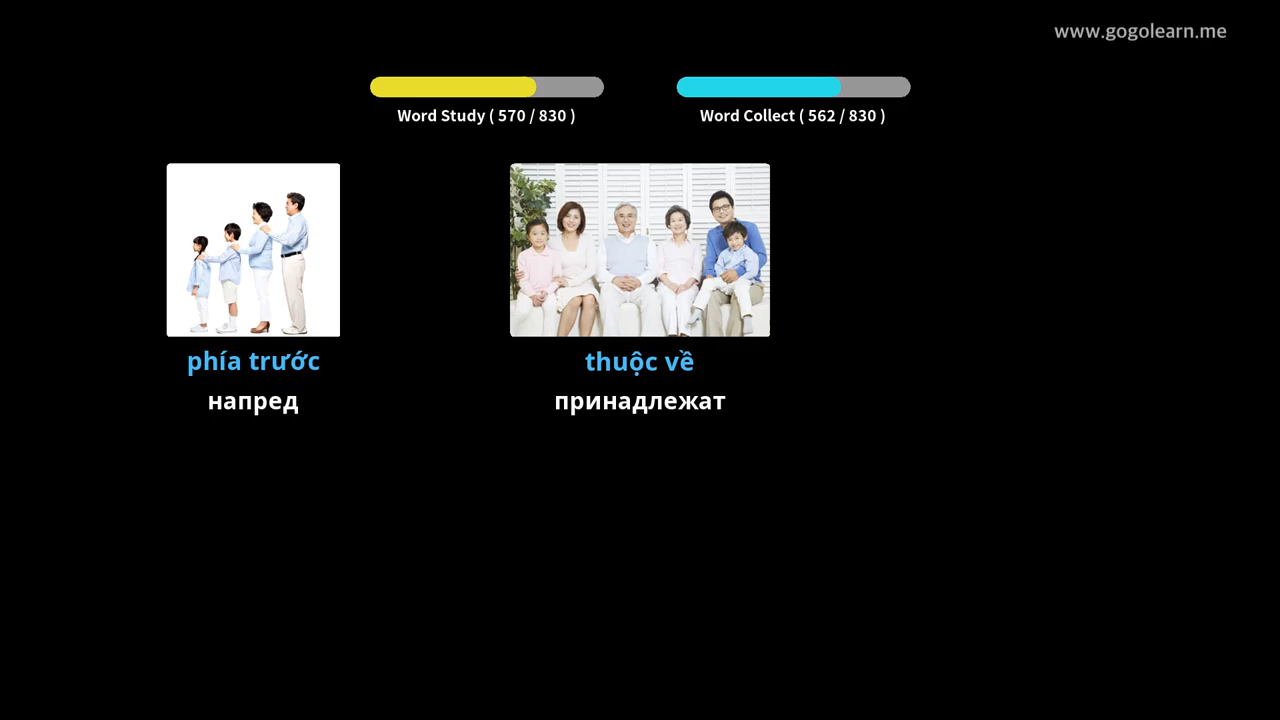 www.gogolearn.me
Word Study ( 570 / 830 )
Word Collect ( 562 / 830 )
phía trước
напред
thuộc về
принадлежат